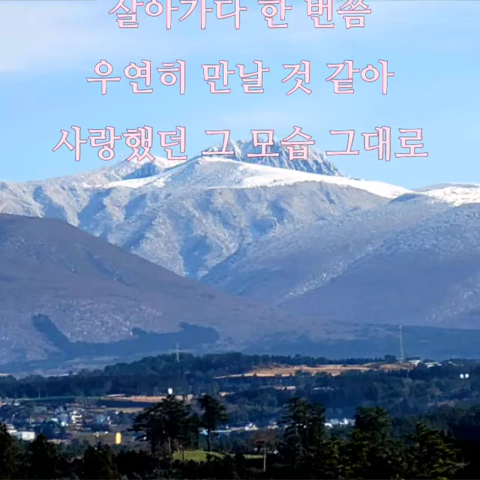 살아가다 한 번쯤
우연히 만날 것 같아
사랑했던 그 모습 그대로